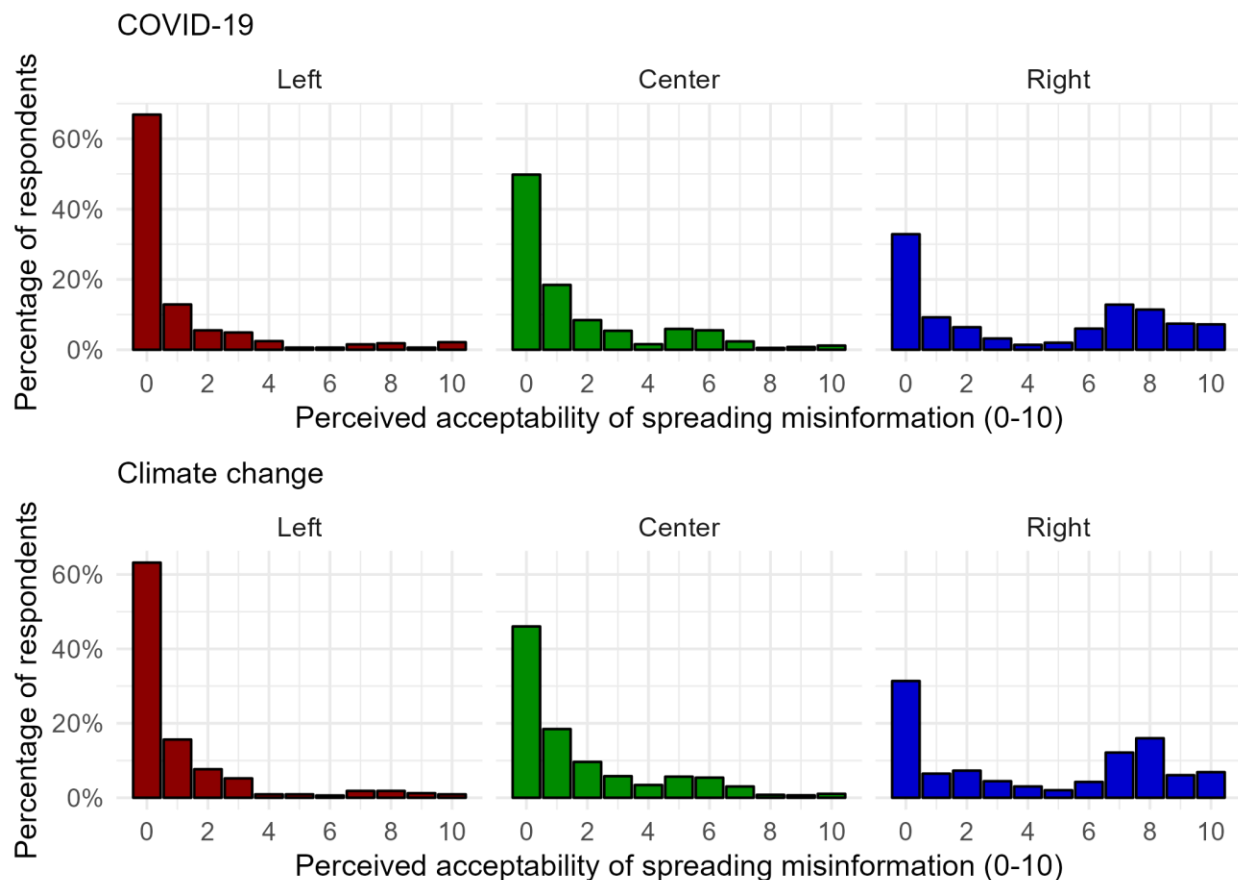 COVID-19
Left Center Right
Percentage of respondents
60%
40%
20%
0%
0 2 4 6 8 10 0 2 4 6 8 10 0 2 4 6 8 10
Perceived acceptability of spreading misinformation (0-10)
Climate change
Left Center Right
Percentage of respondents
60%
40%
20%
0%
0 2 4 6 8 10 0 2 4 6 8 10 0 2 4 6 8 10
Perceived acceptability of spreading misinformation (0-10)